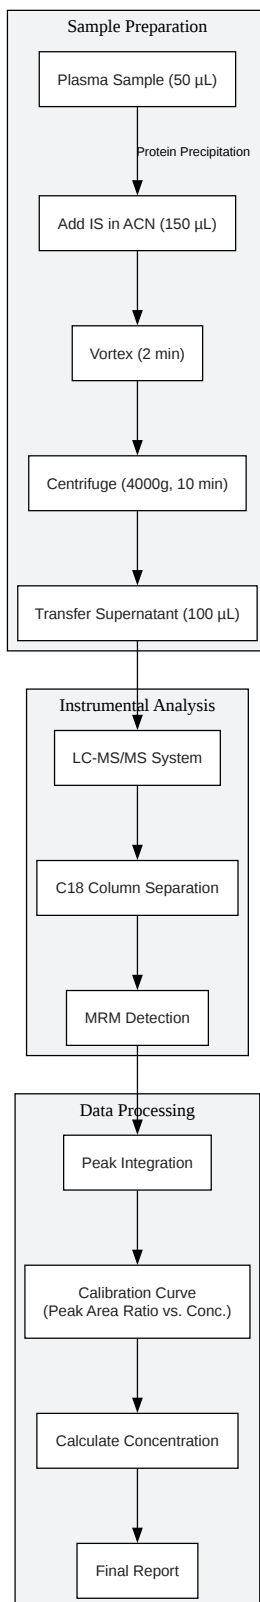 Sample Preparation
Plasma Sample (50 µL)
Protein Precipitation
Add IS in ACN (150 µL)
Vortex (2 min)
Centrifuge (4000g, 10 min)
Transfer Supernatant (100 µL)
Instrumental Analysis
LC-MS/MS System
C18 Column Separation
MRM Detection
Data Processing
Peak Integration
Calibration Curve
(Peak Area Ratio vs. Conc.)
Calculate Concentration
Final Report